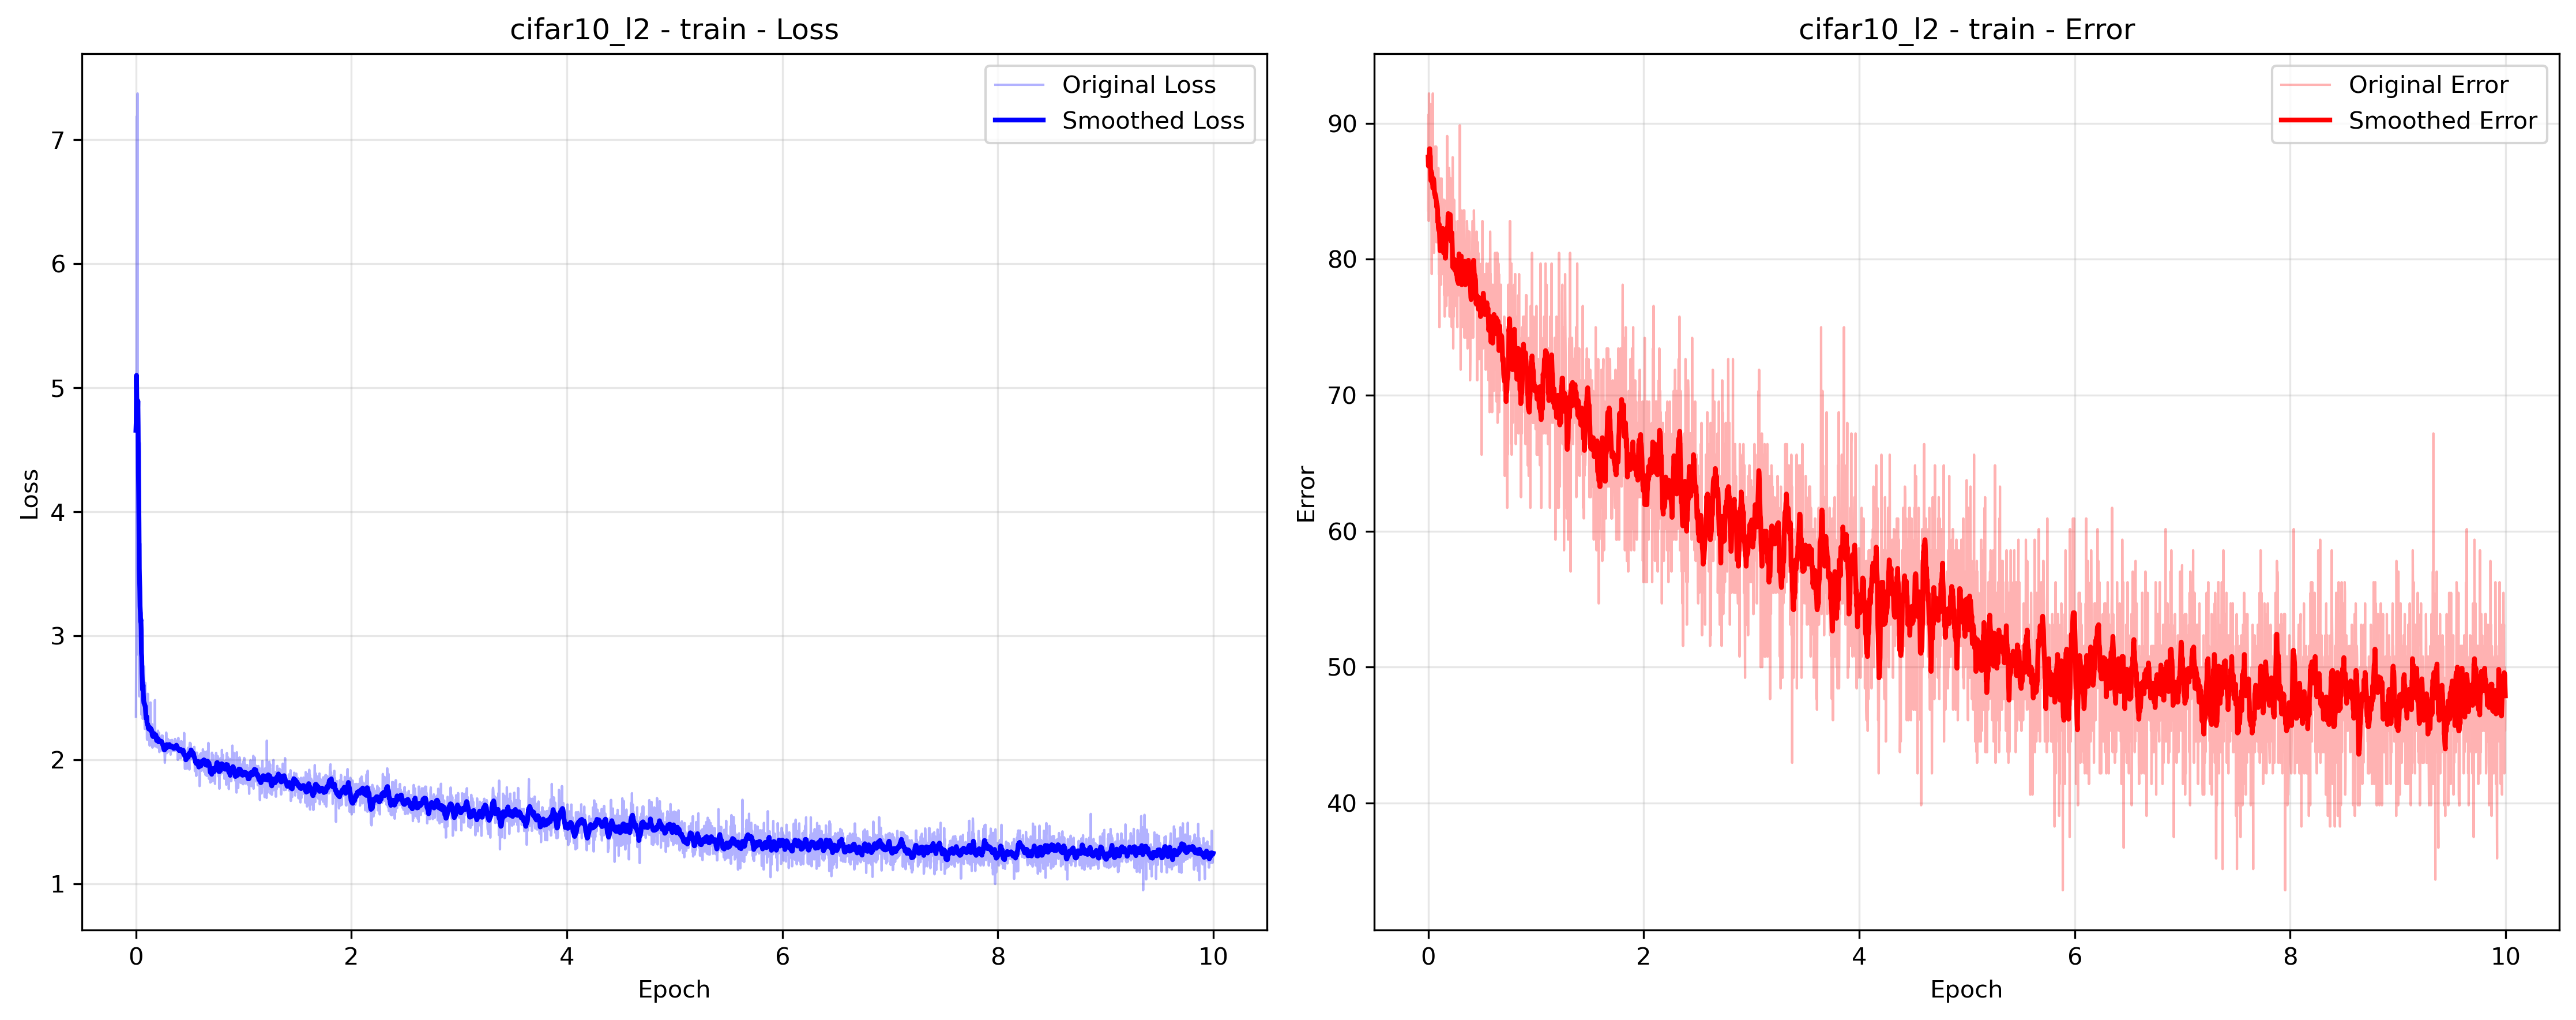 cifar10_l2 - train - Loss
Original Loss
Smoothed Loss
7
6
5
4
3
2
1
Loss
0 2 4 6 8 10
Epoch
cifar10_l2 - train - Error
Original Error
Smoothed Error
90
80
70
60
50
40
Error
0 2 4 6 8 10
Epoch